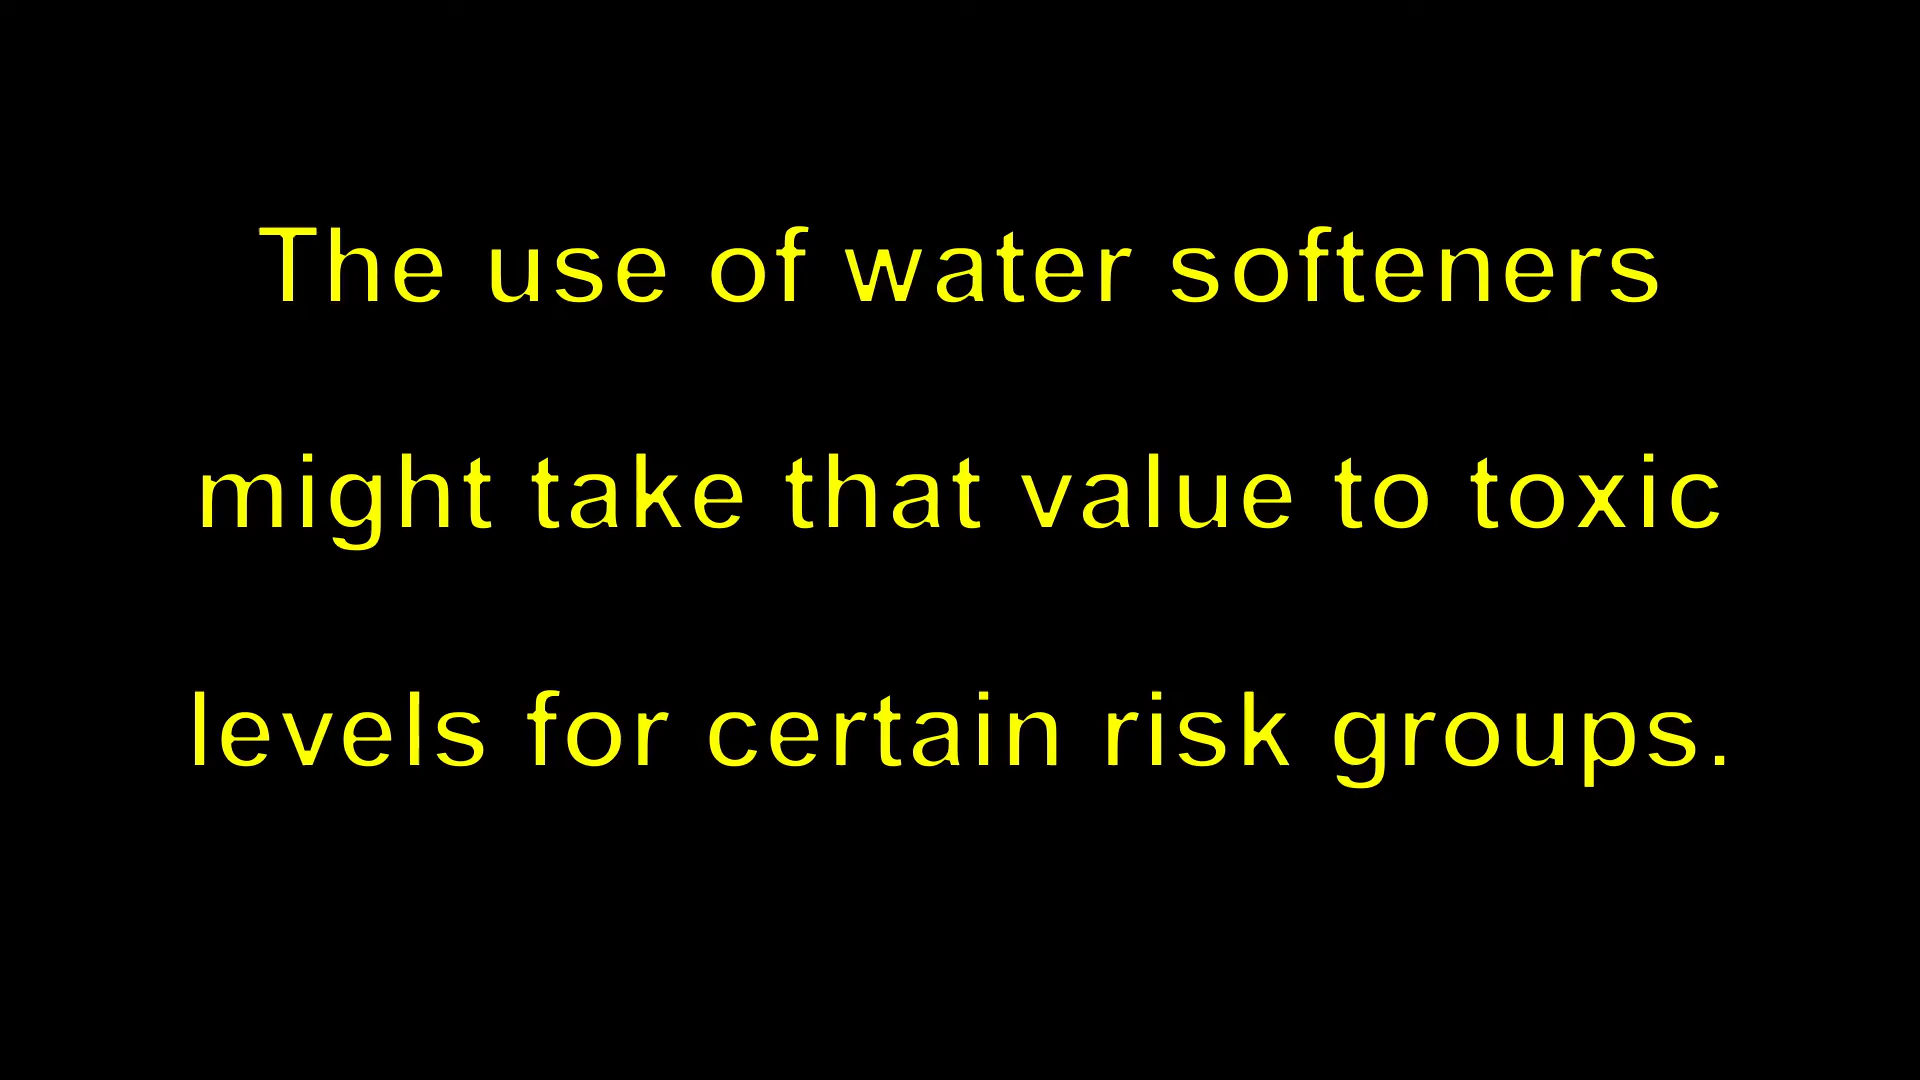 The use of water softeners
might take that value to toxic
levels for certain risk groups.